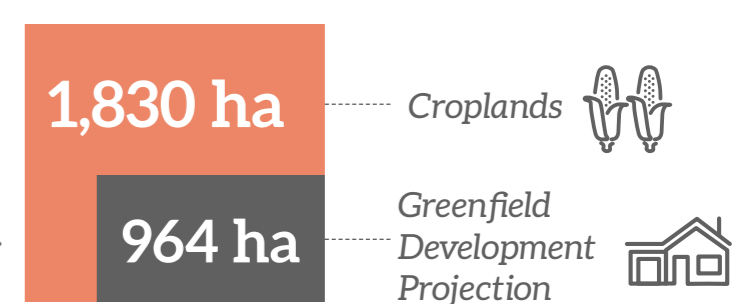 1,830 ha
Croplands
964 ha
Greenfield
Development
Projection